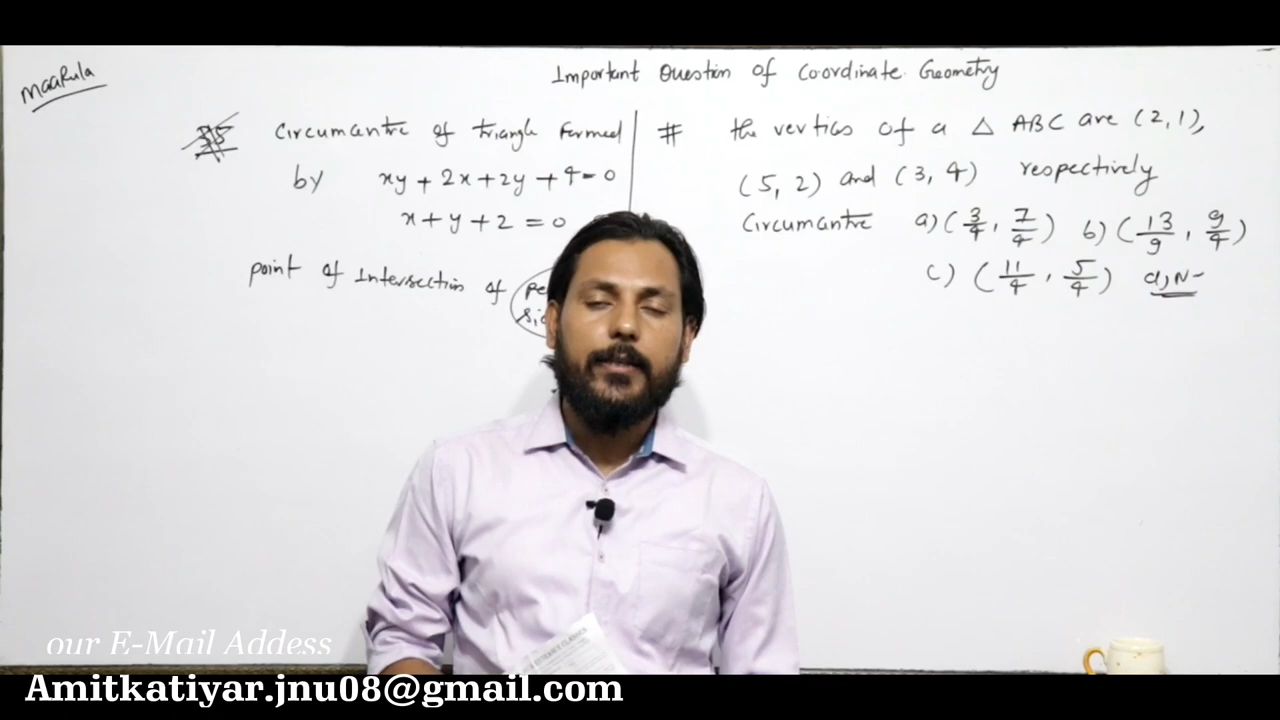 MaaRula
Important Question of Coordinate Geometry
Circumcentre of triangle formed
by xy + 2x + 2y + 4 = 0
x + y + 2 = 0
point of Intersection of
# the vertics of a △ ABC are (2, 1),
(5, 2) and (3, 4) respectively
Circumcentre a) (3/4, 7/4) b) (13/9, 9/4)
c) (11/4, 5/4) d) N-
our E-Mail Addess
Amitkatiyar.jnu08@gmail.com